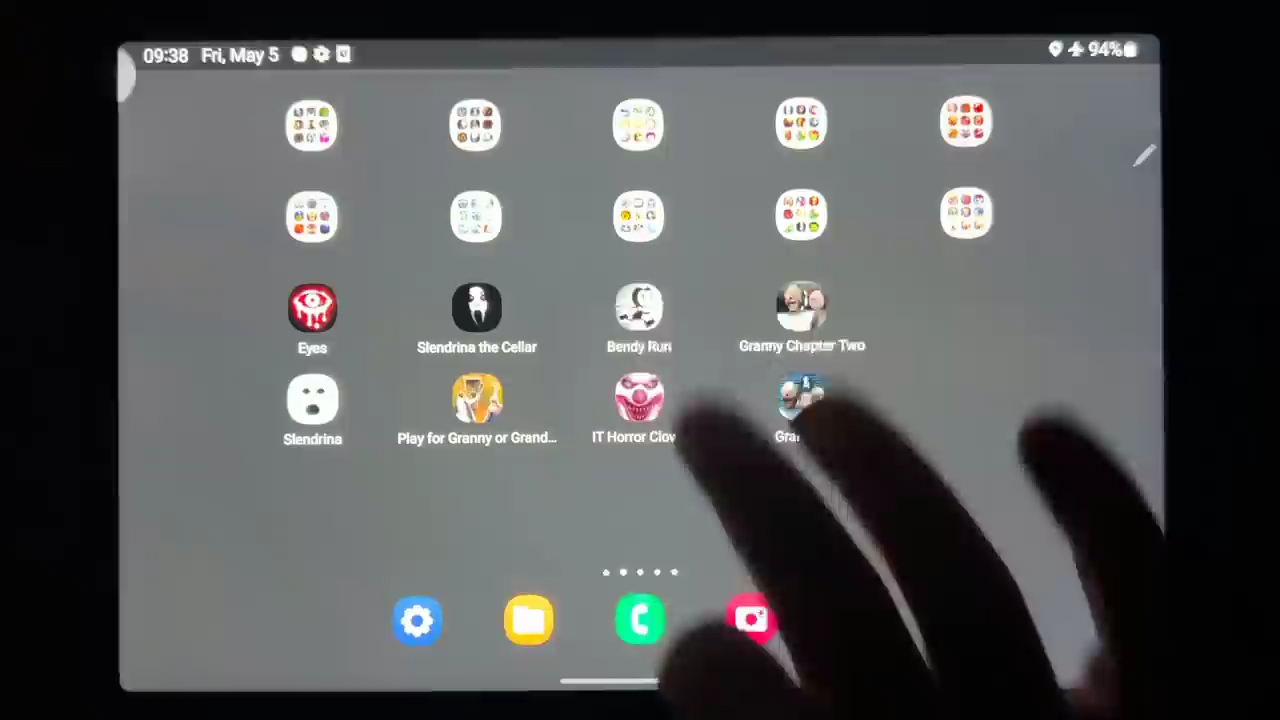 09:38 Fri, May 5
94%
Eyes
Slendrina the Cellar
Bendy Run
Granny Chapter Two
Slendrina
Play for Granny or Grand...
IT Horror Clow
Gra